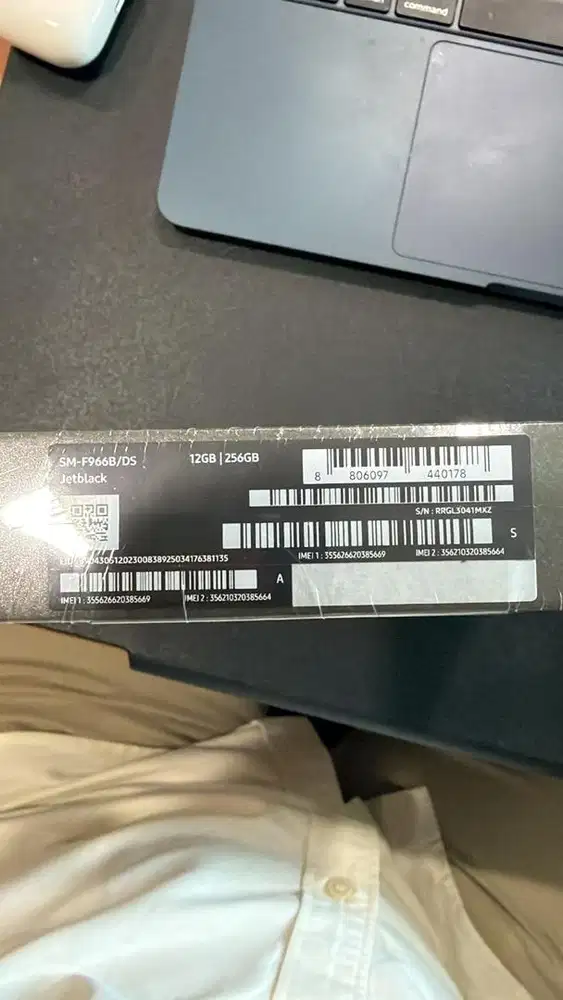 command
SM-F966B/DS 12GB | 256GB
Jetblack
8 806097 440178
S/N : RRGL3041MXZ
S
IMEI 1 : 355626620385669 IMEI 2 : 356210320385664
A
IMEI 1 : 355626620385669 IMEI 2 : 356210320385664